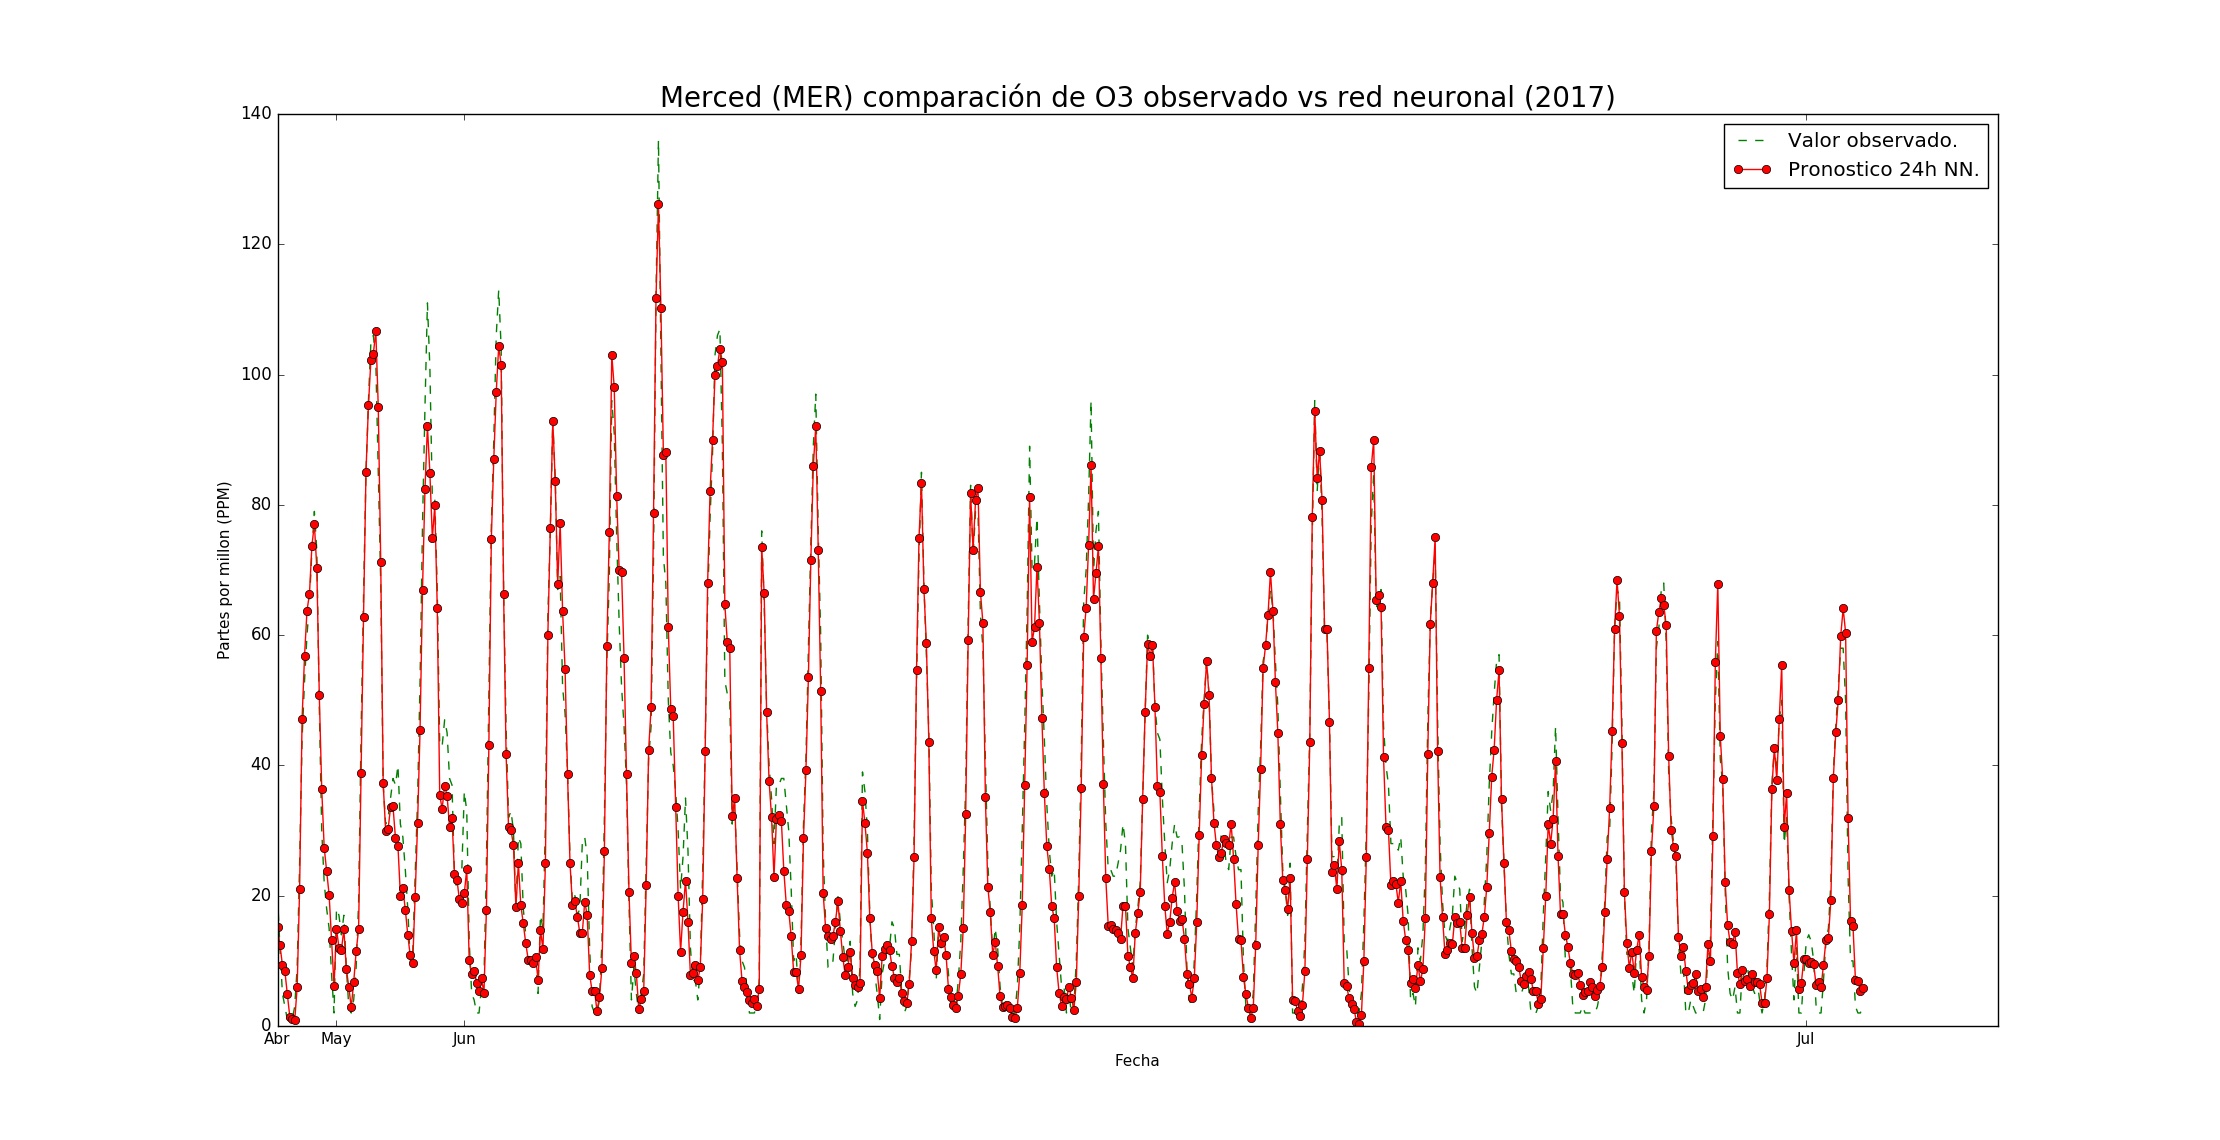 Merced (MER) comparación de O3 observado vs red neuronal (2017)
Valor observado.
Pronostico 24h NN.
Partes por millon (PPM)
140
120
100
80
60
40
20
0
Abr May Jun Jul
Fecha